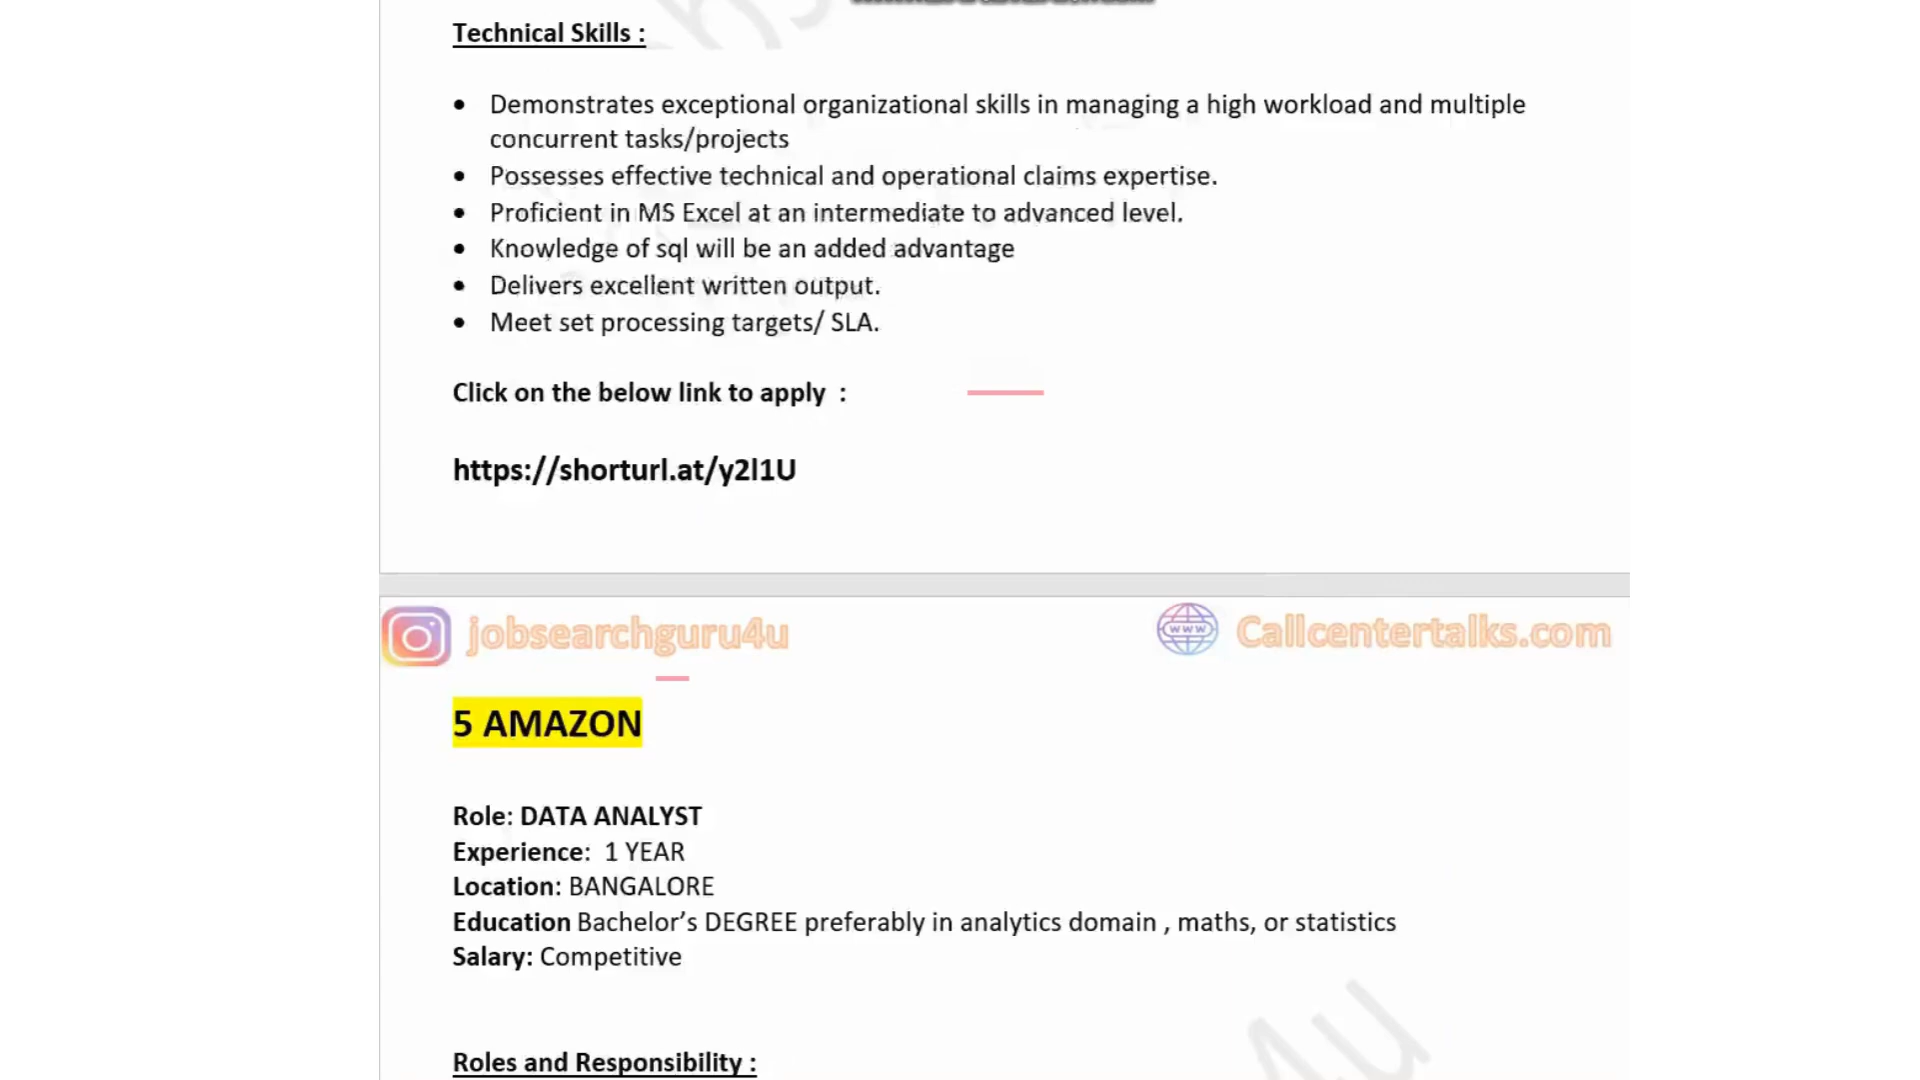 Technical Skills :
• Demonstrates exceptional organizational skills in managing a high workload and multiple
concurrent tasks/projects
• Possesses effective technical and operational claims expertise.
• Proficient in MS Excel at an intermediate to advanced level.
• Knowledge of sql will be an added advantage
• Delivers excellent written output.
• Meet set processing targets/ SLA.
Click on the below link to apply :
https://shorturl.at/y2l1U
jobsearchguru4u
www Callcentertalks.com
5 AMAZON
Role: DATA ANALYST
Experience: 1 YEAR
Location: BANGALORE
Education Bachelor’s DEGREE preferably in analytics domain , maths, or statistics
Salary: Competitive
4u
Roles and Responsibility :